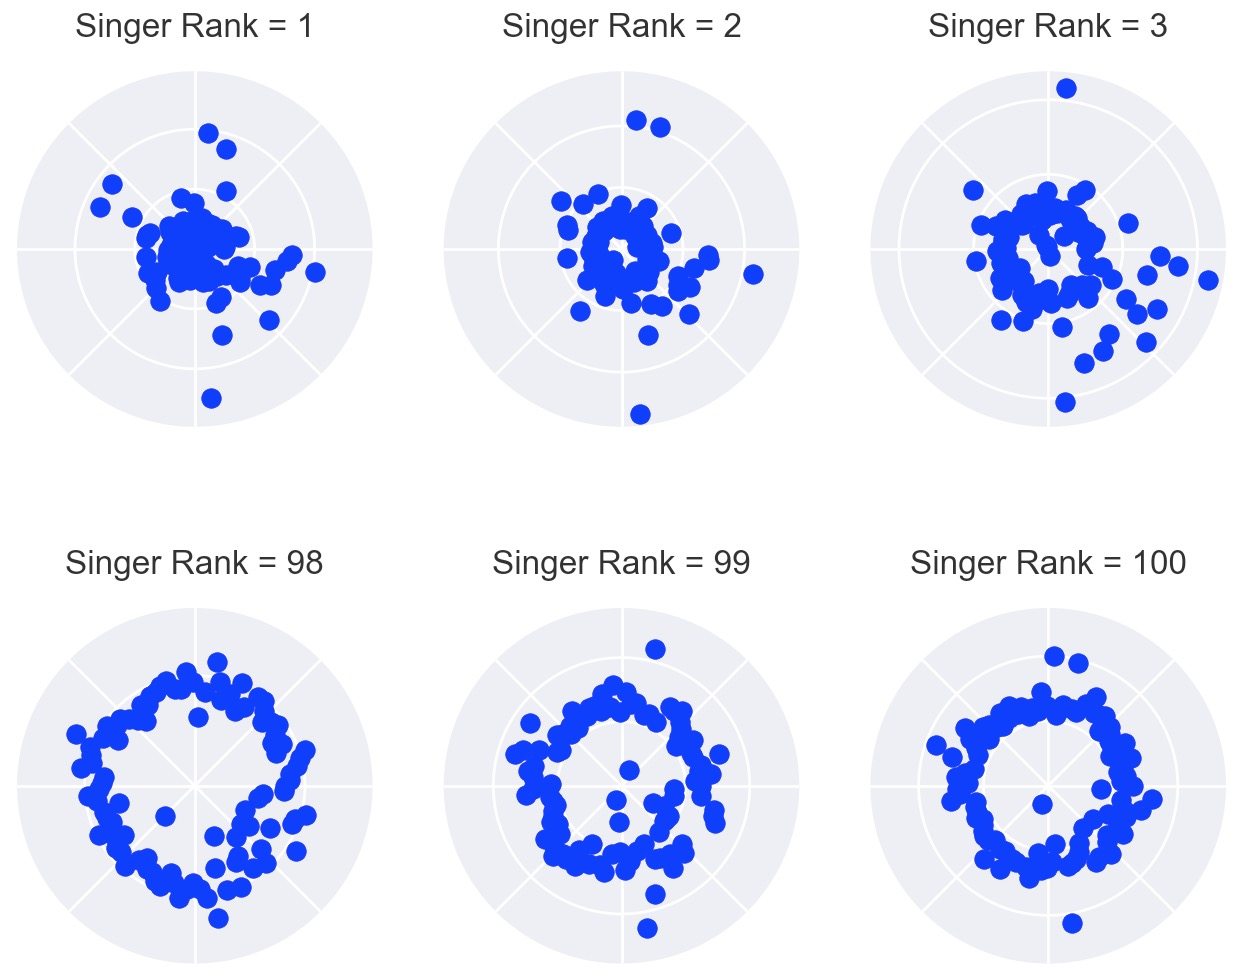 Singer Rank = 1
Singer Rank = 2
Singer Rank = 3
Singer Rank = 98
Singer Rank = 99
Singer Rank = 100